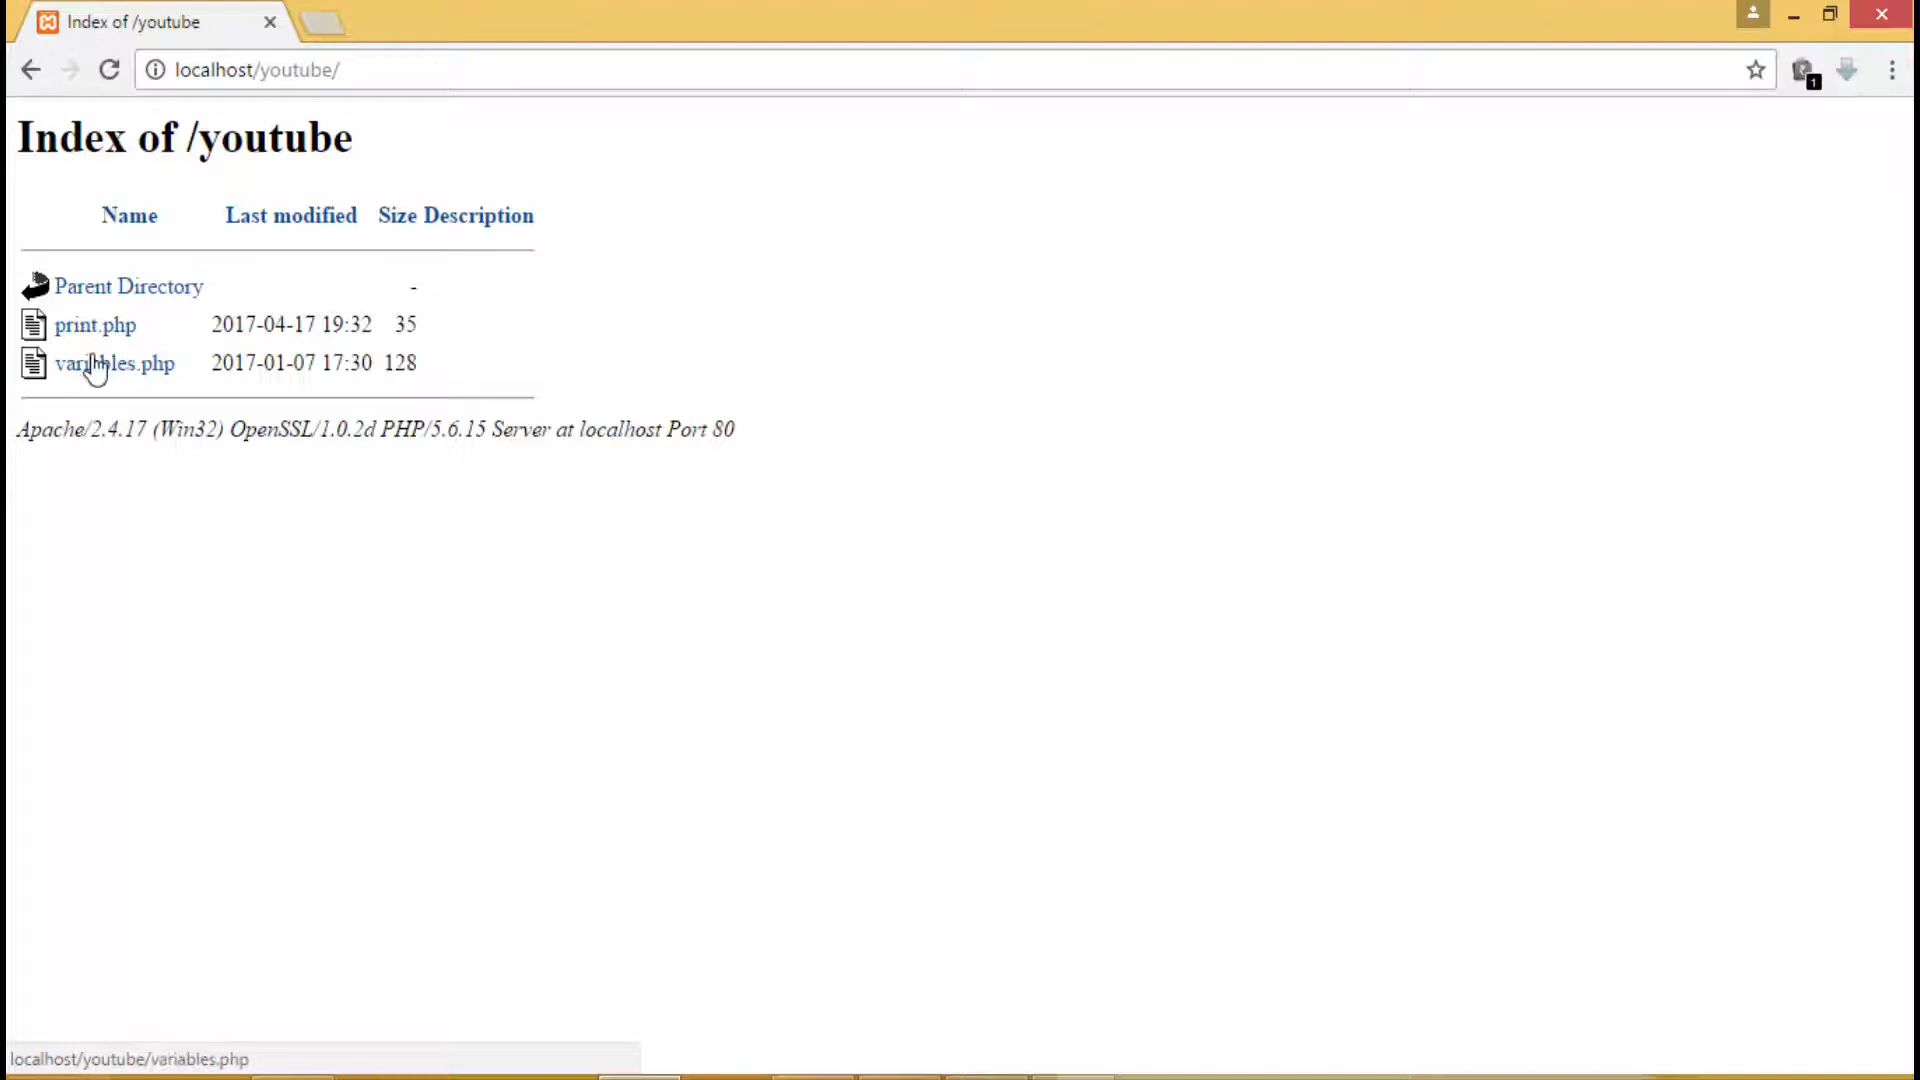 Index of /youtube
localhost/youtube/
1
Index of /youtube
Name Last modified Size Description
Parent Directory -
print.php 2017-04-17 19:32 35
variables.php 2017-01-07 17:30 128
Apache/2.4.17 (Win32) OpenSSL/1.0.2d PHP/5.6.15 Server at localhost Port 80
localhost/youtube/variables.php